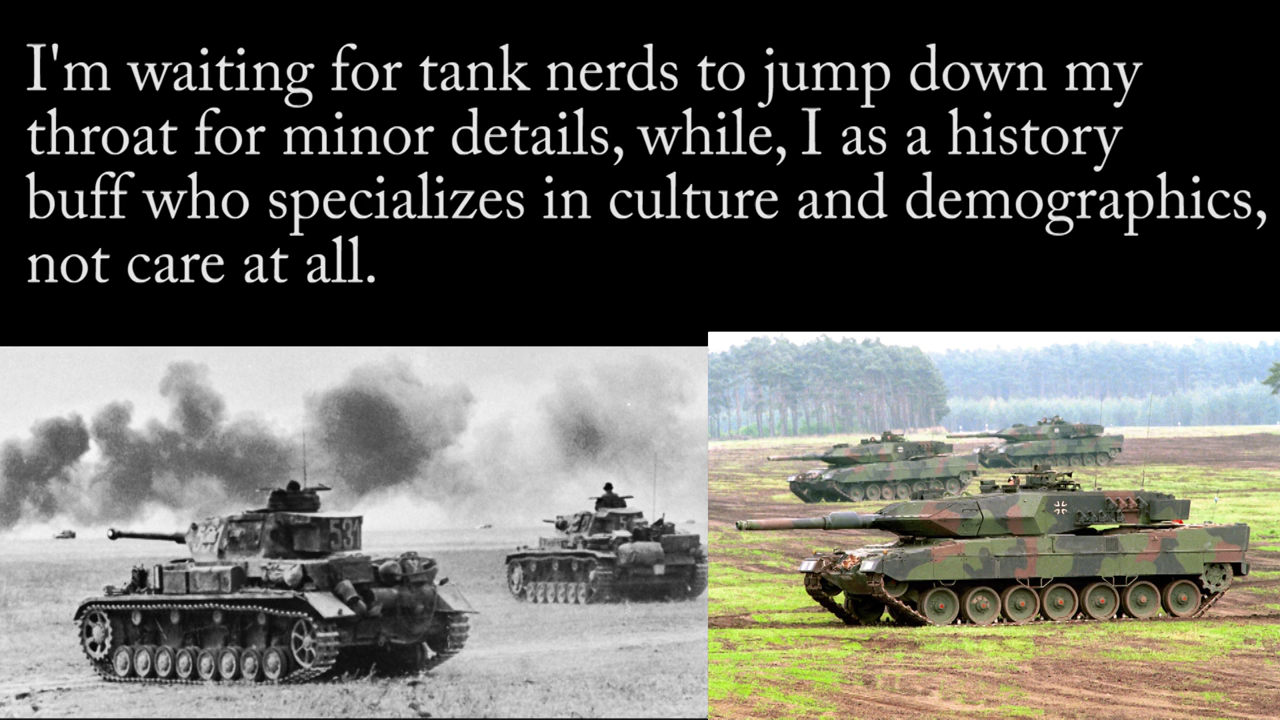 I'm waiting for tank nerds to jump down my
throat for minor details, while, I as a history
buff who specializes in culture and demographics,
not care at all.